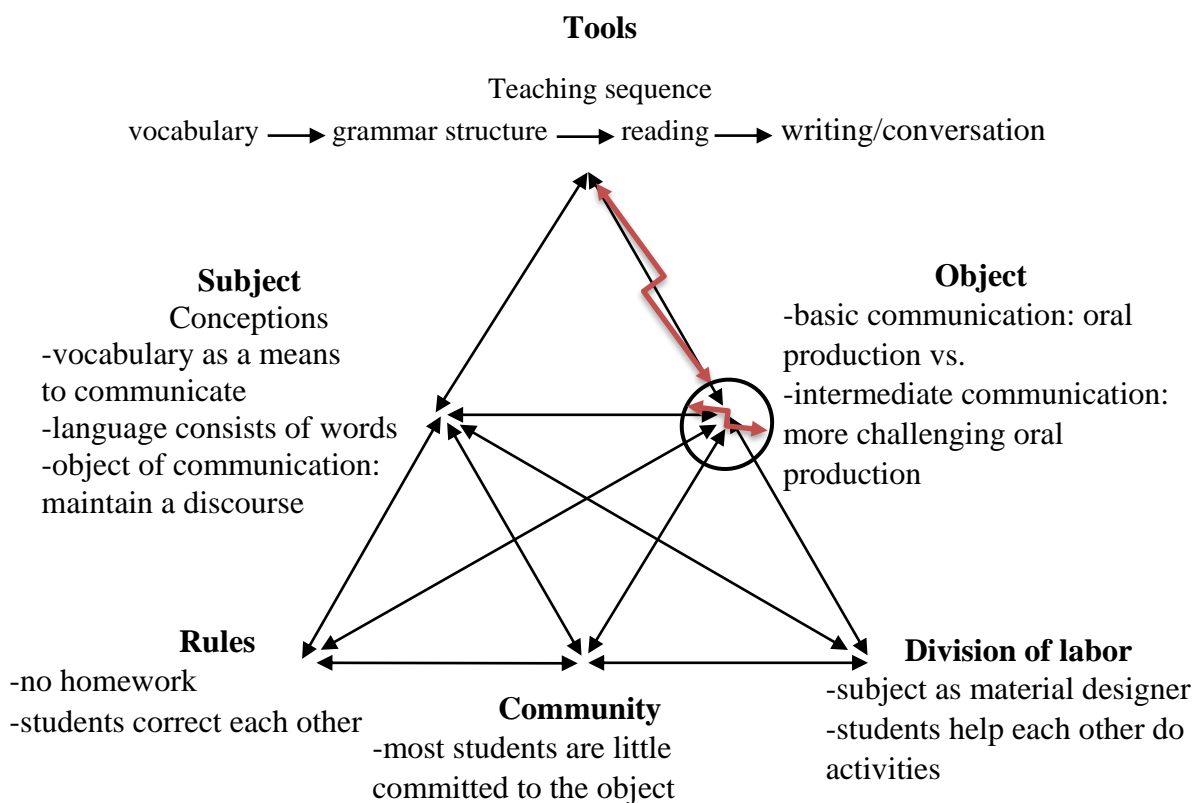 Tools
Teaching sequence
vocabulary grammar structure reading writing/conversation
Subject
Conceptions
-vocabulary as a means
to communicate
-language consists of words
-object of communication:
maintain a discourse
Object
-basic communication: oral
production vs.
-intermediate communication:
more challenging oral
production
Rules
-no homework
-students correct each other
Community
-most students are little
committed to the object
Division of labor
-subject as material designer
-students help each other do
activities